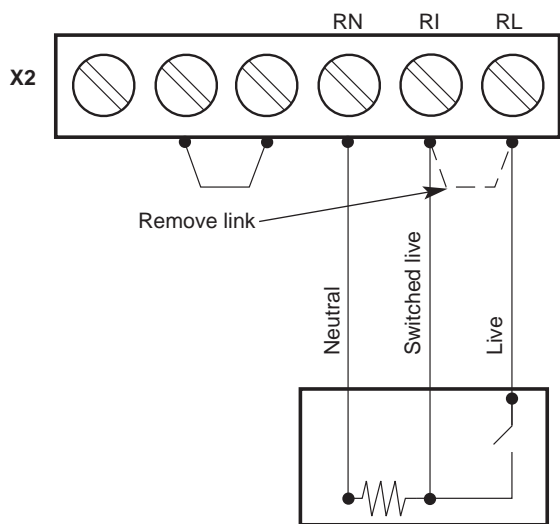 RN RI RL
X2
Remove link
Neutral
Switched live
Live